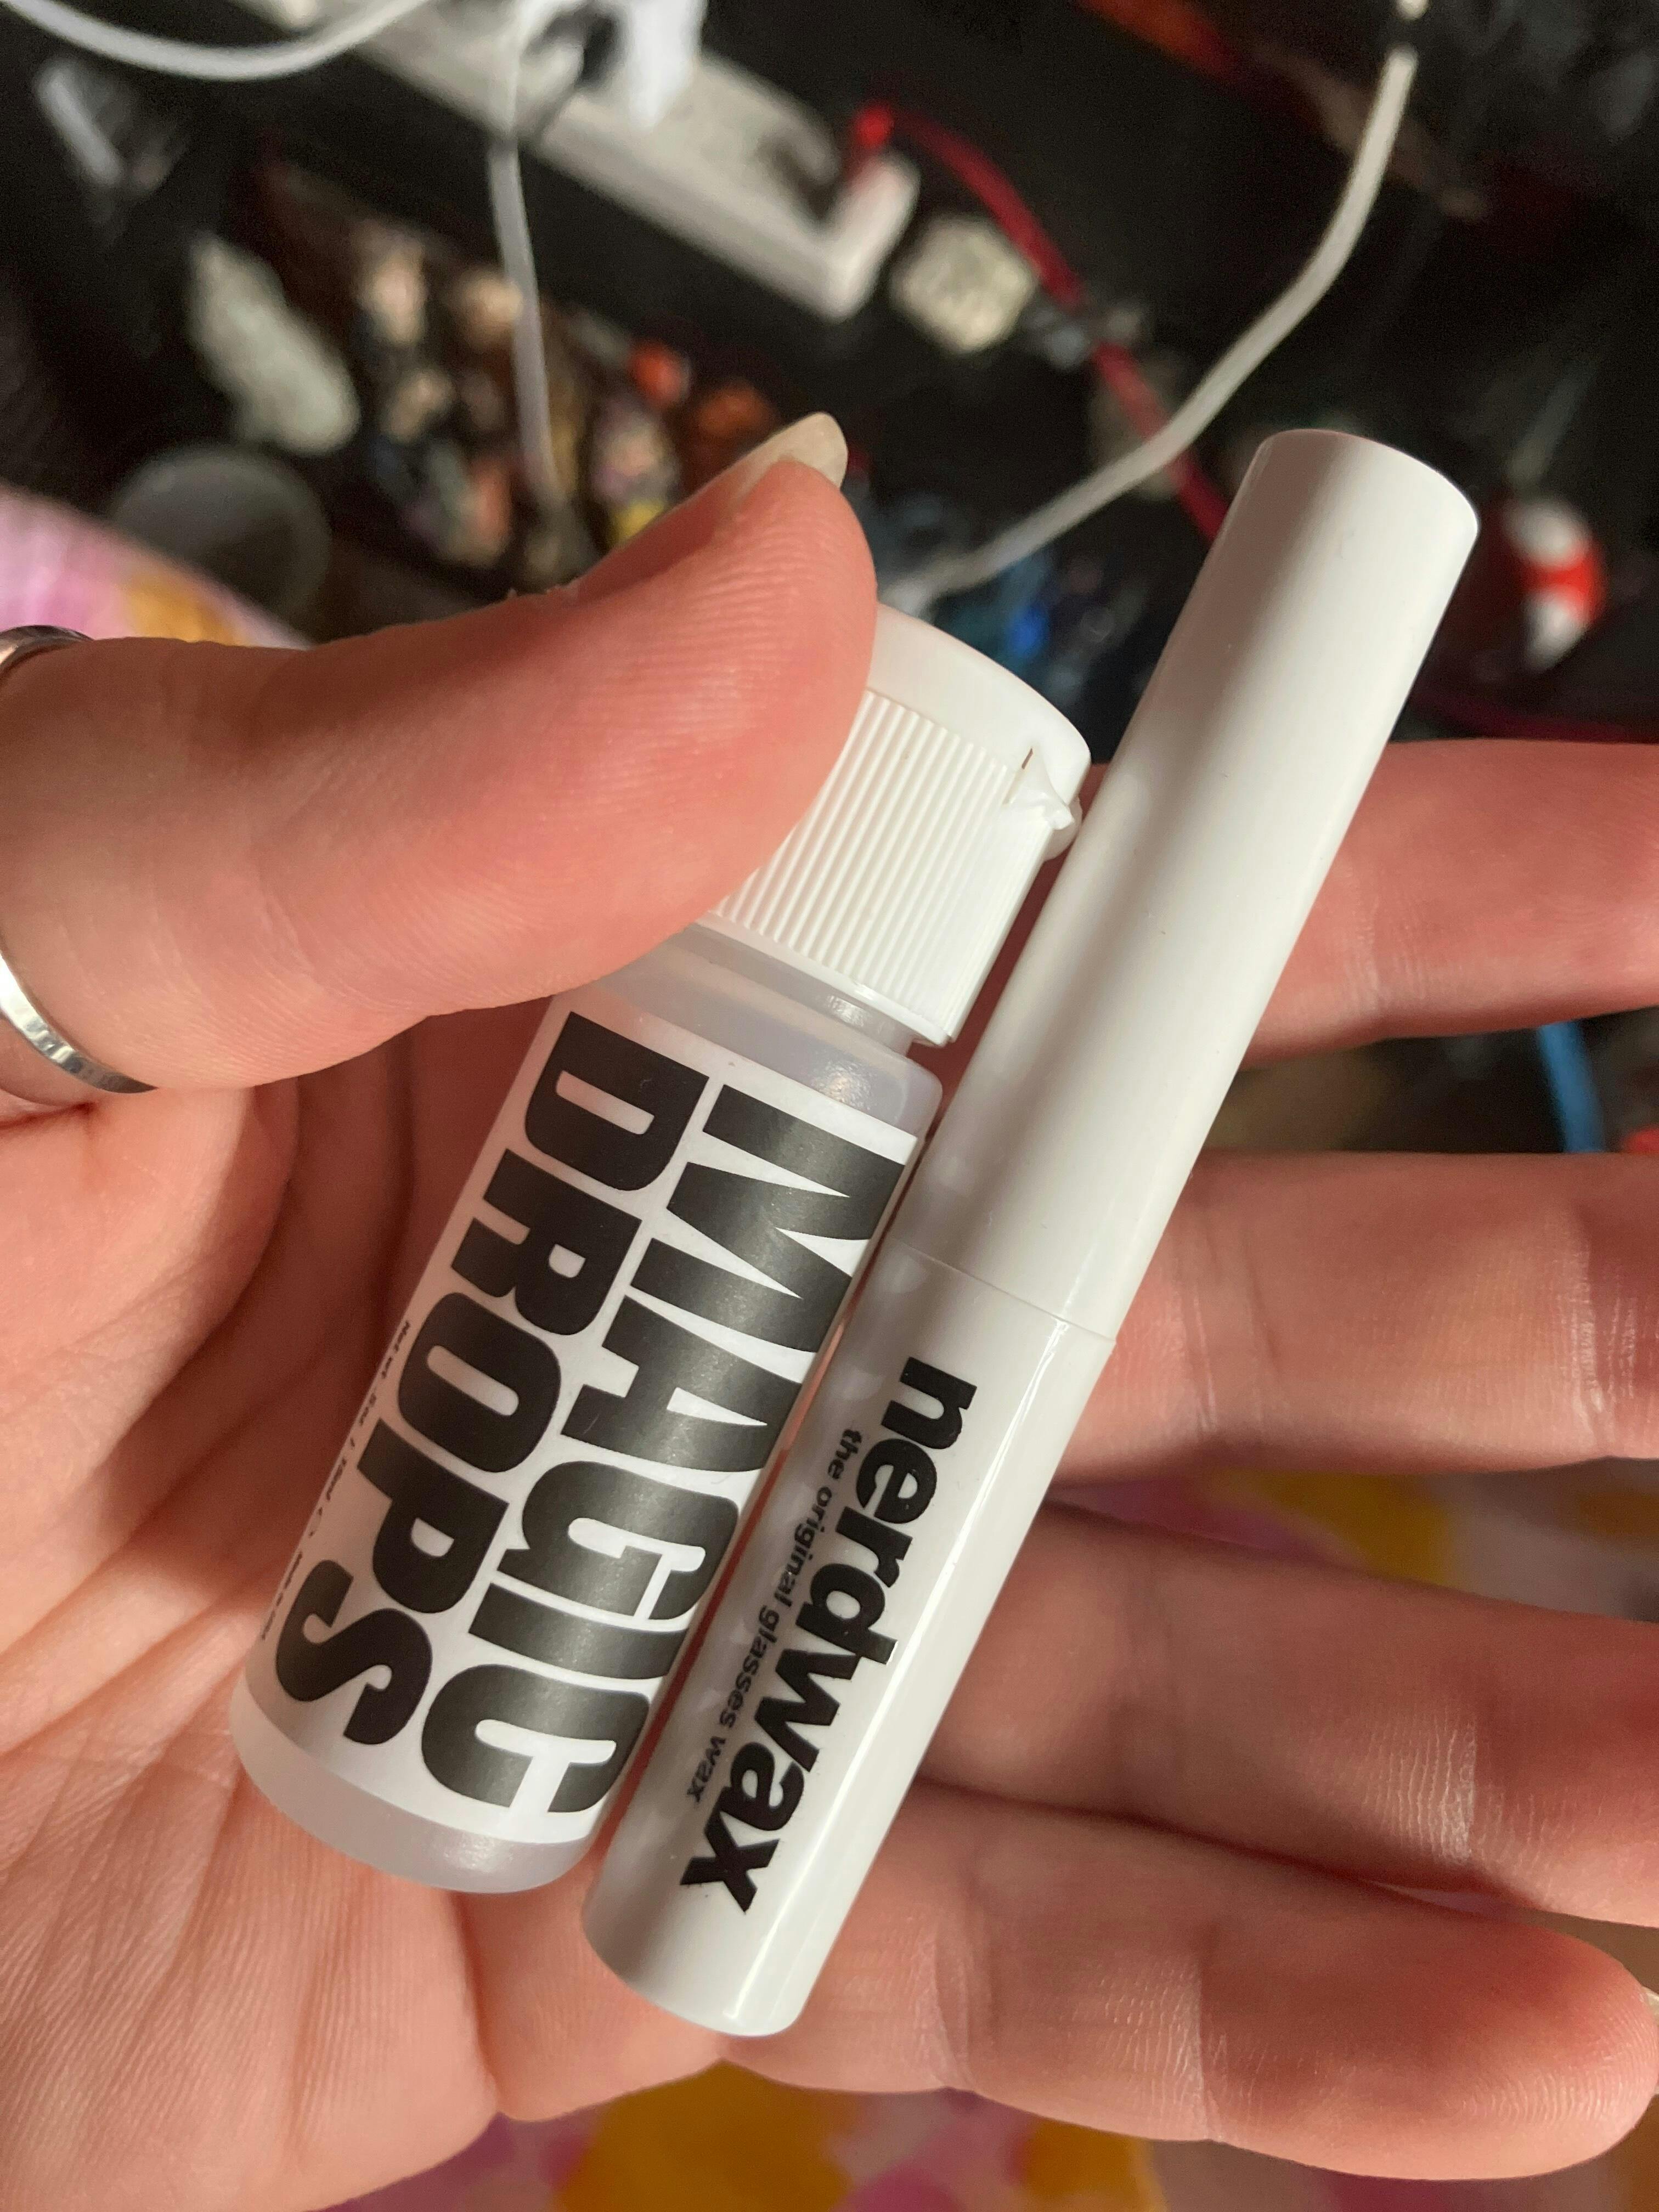 MAGIC
DROPS
nerdwax
the original glasses wax